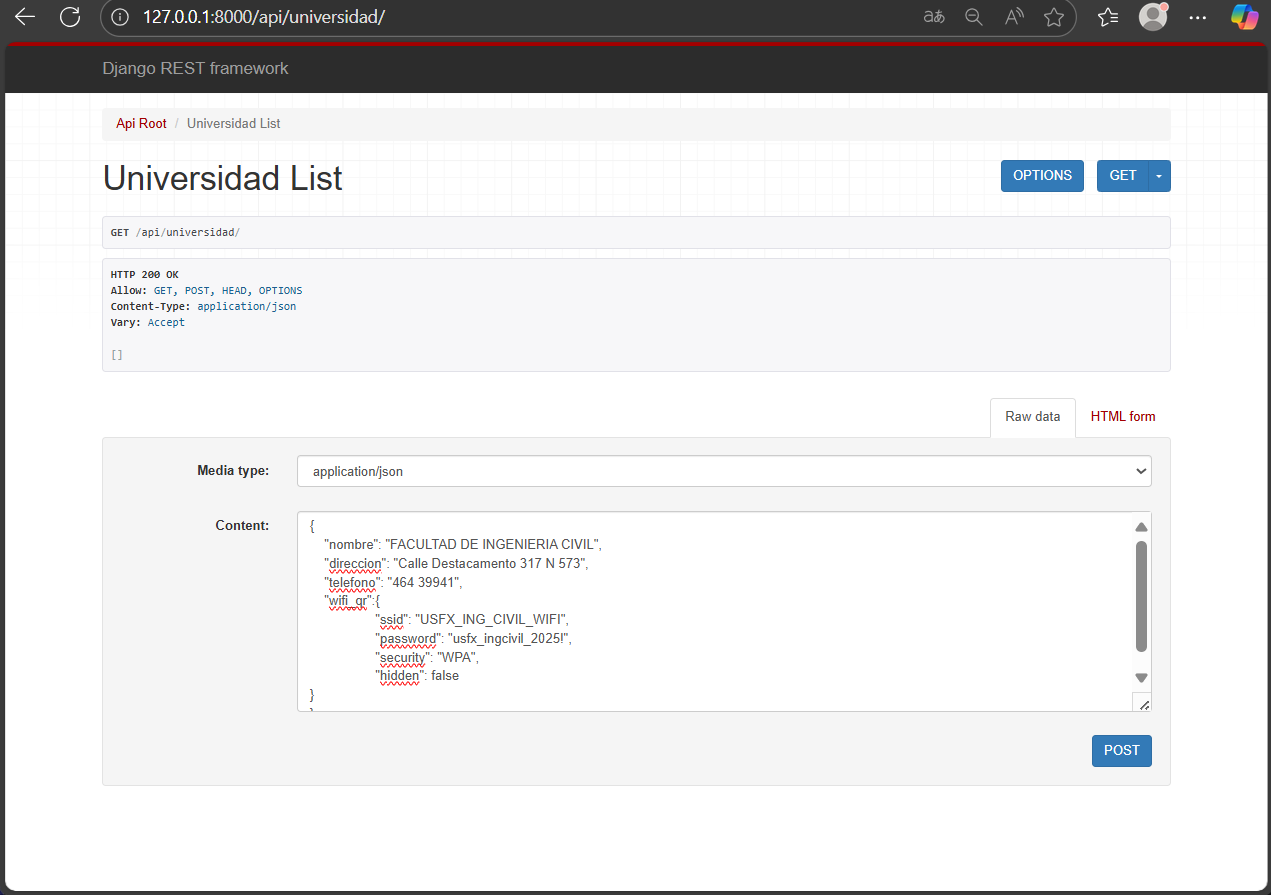 127.0.0.1:8000/api/universidad/
Django REST framework
Api Root / Universidad List
Universidad List
OPTIONS
GET
GET /api/universidad/
HTTP 200 OK
Allow: GET, POST, HEAD, OPTIONS
Content-Type: application/json
Vary: Accept
[]
Raw data
HTML form
Media type:
application/json
Content:
{
"nombre": "FACULTAD DE INGENIERIA CIVIL",
"direccion": "Calle Destacamento 317 N 573",
"telefono": "464 39941",
"wifi_qr":{
"ssid": "USFX_ING_CIVIL_WIFI",
"password": "usfx_ingcivil_2025!",
"security": "WPA",
"hidden": false
}
POST